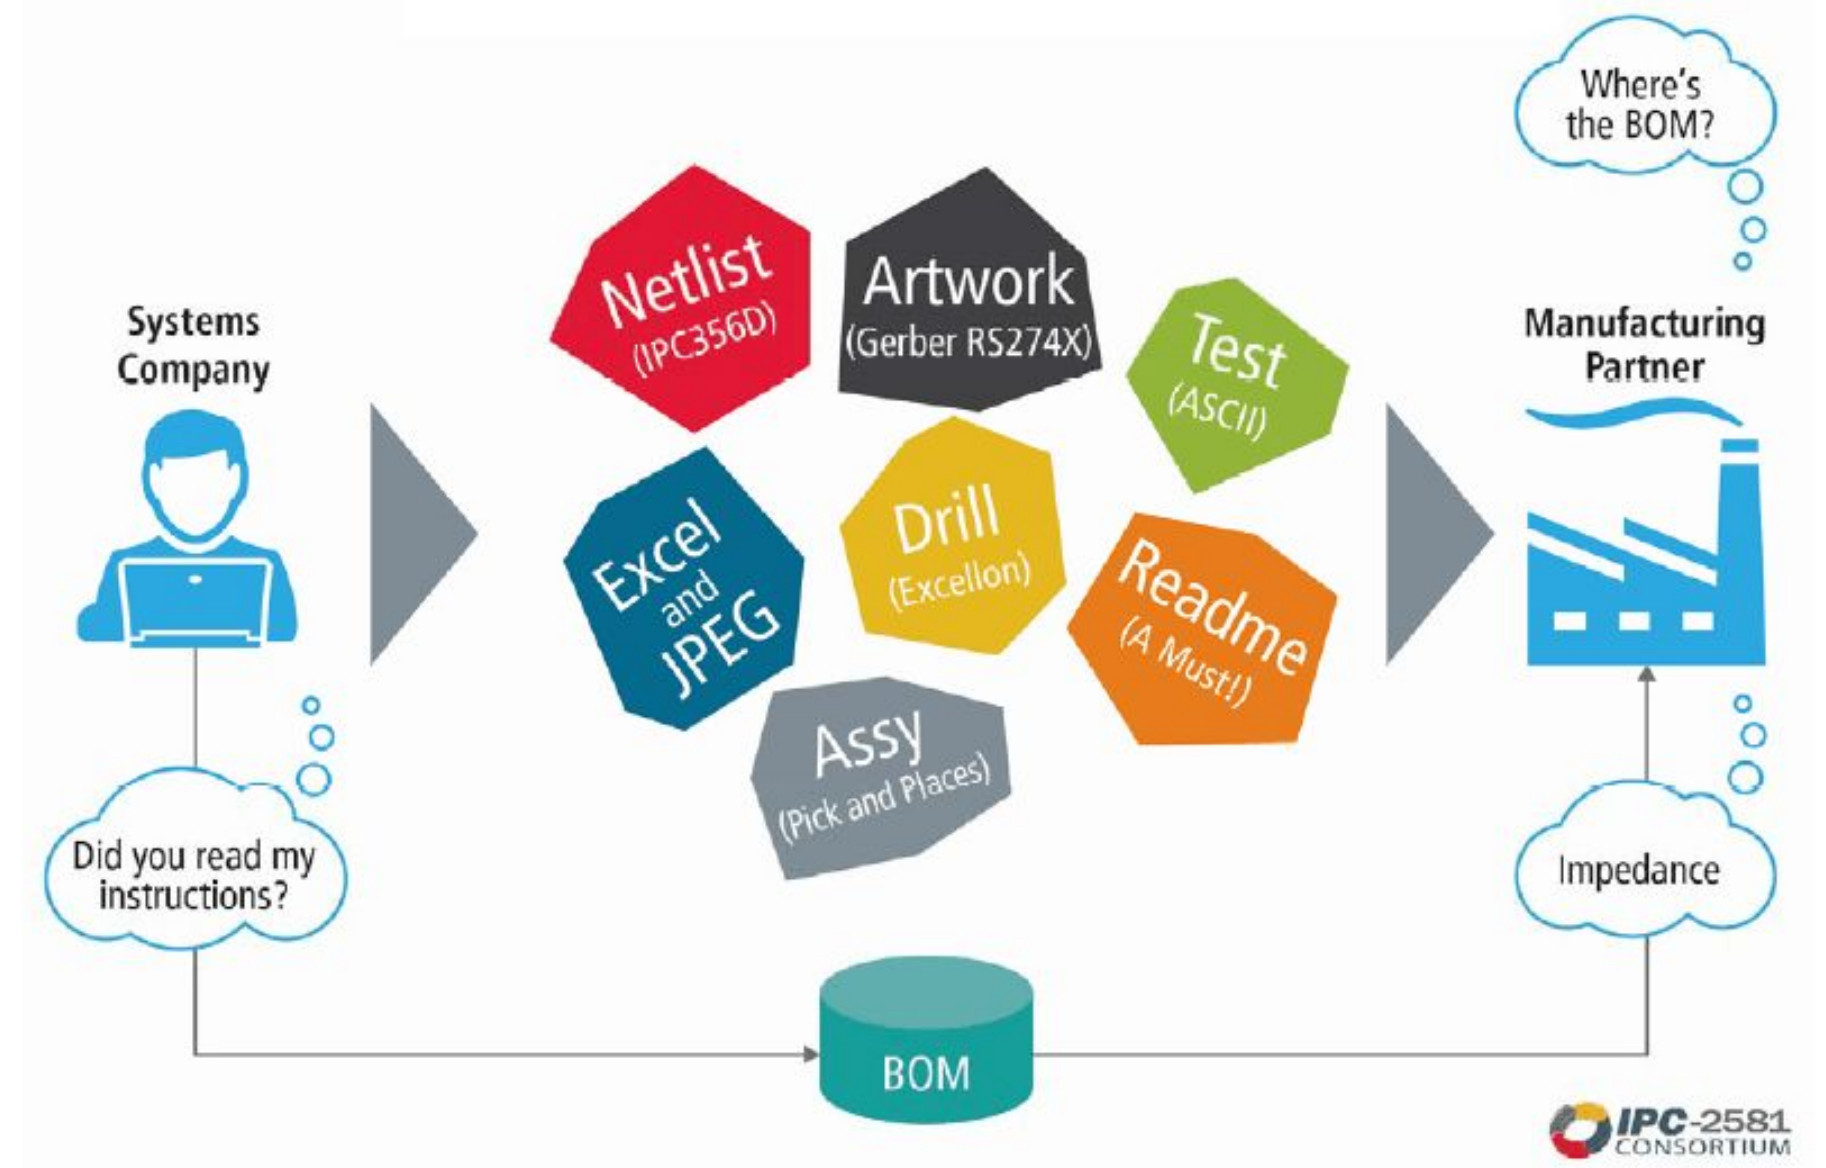 Where's
the BOM?
Netlist
(IPC356D)
Artwork
(Gerber RS274X)
Test
(ASCII)
Systems
Company
Manufacturing
Partner
Excel
and
JPEG
Drill
(Excellon)
Readme
(A Must!)
Assy
(Pick and Places)
Did you read my
instructions?
Impedance
BOM
IPC-2581
CONSORTIUM